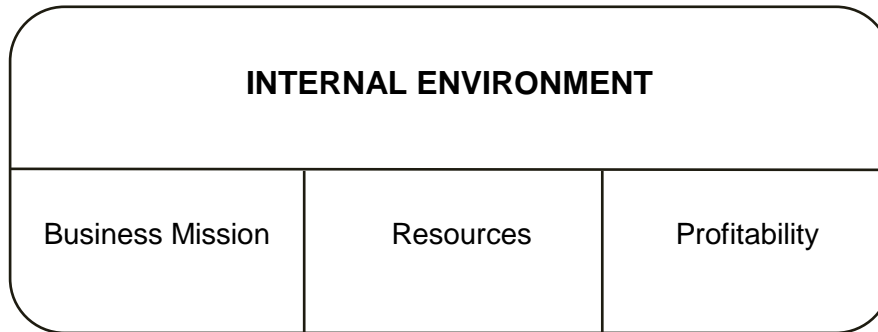 INTERNAL ENVIRONMENT
Business Mission
Resources
Profitability